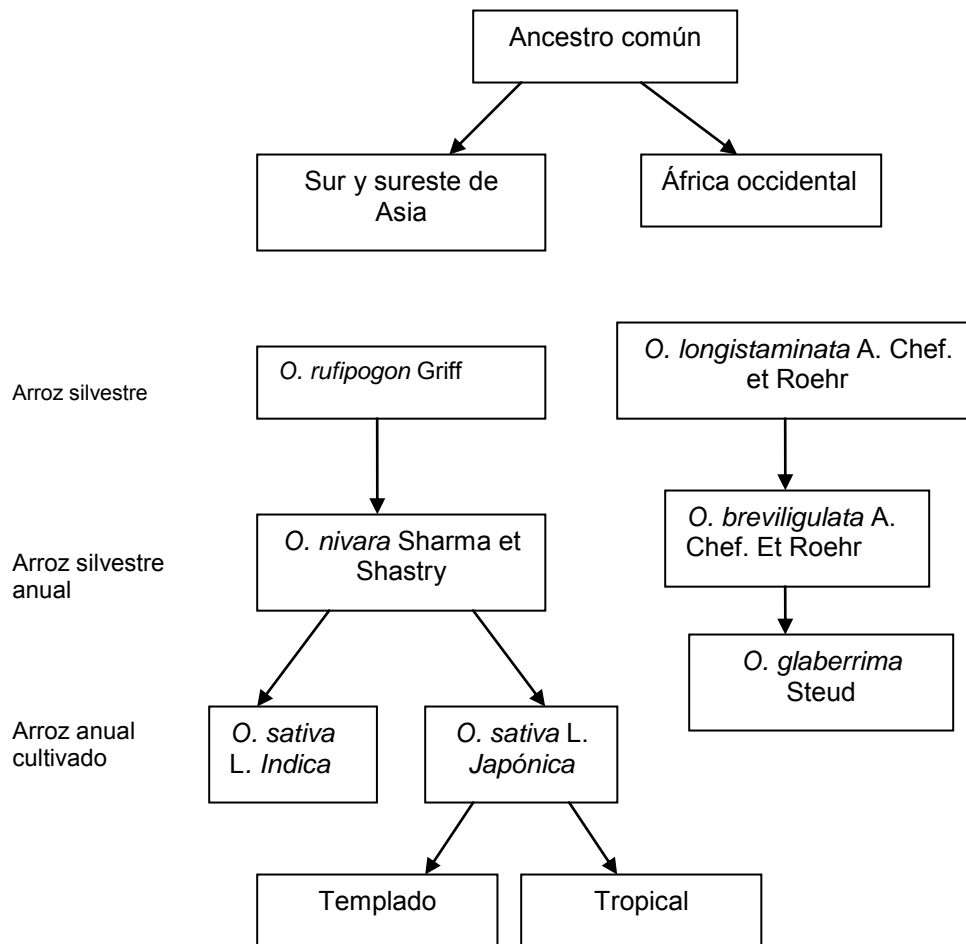 Ancestro común
Sur y sureste de
Asia
África occidental
Arroz silvestre
O. rufipogon Griff
O. longistaminata A. Chef.
et Roehr
Arroz silvestre
anual
O. nivara Sharma et
Shastry
O. breviligulata A.
Chef. Et Roehr
O. glaberrima
Steud
Arroz anual
cultivado
O. sativa
L. Indica
O. sativa L.
Japónica
Templado
Tropical